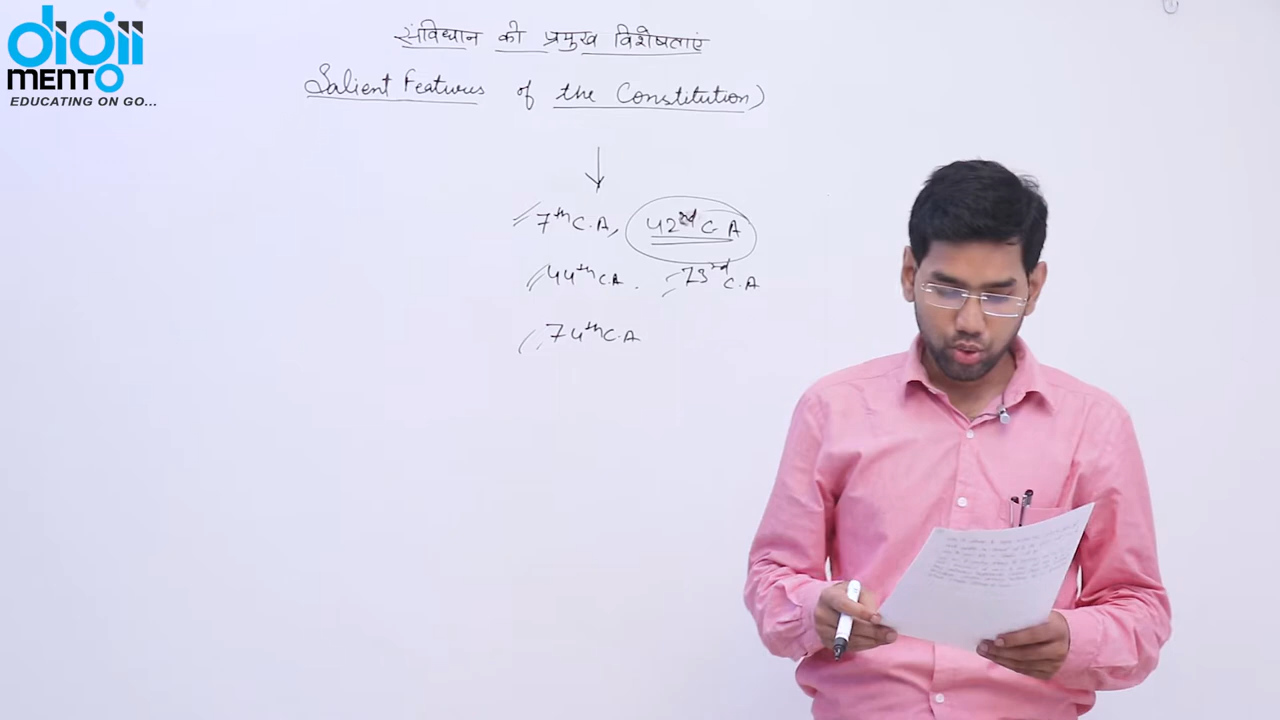 digii
MENTO
EDUCATING ON GO...
संविधान की प्रमुख विशेषताएं
Salient Features of the Constitution)
7th C.A, 42nd C A
44th C.A. 73rd C.A
74th C.A